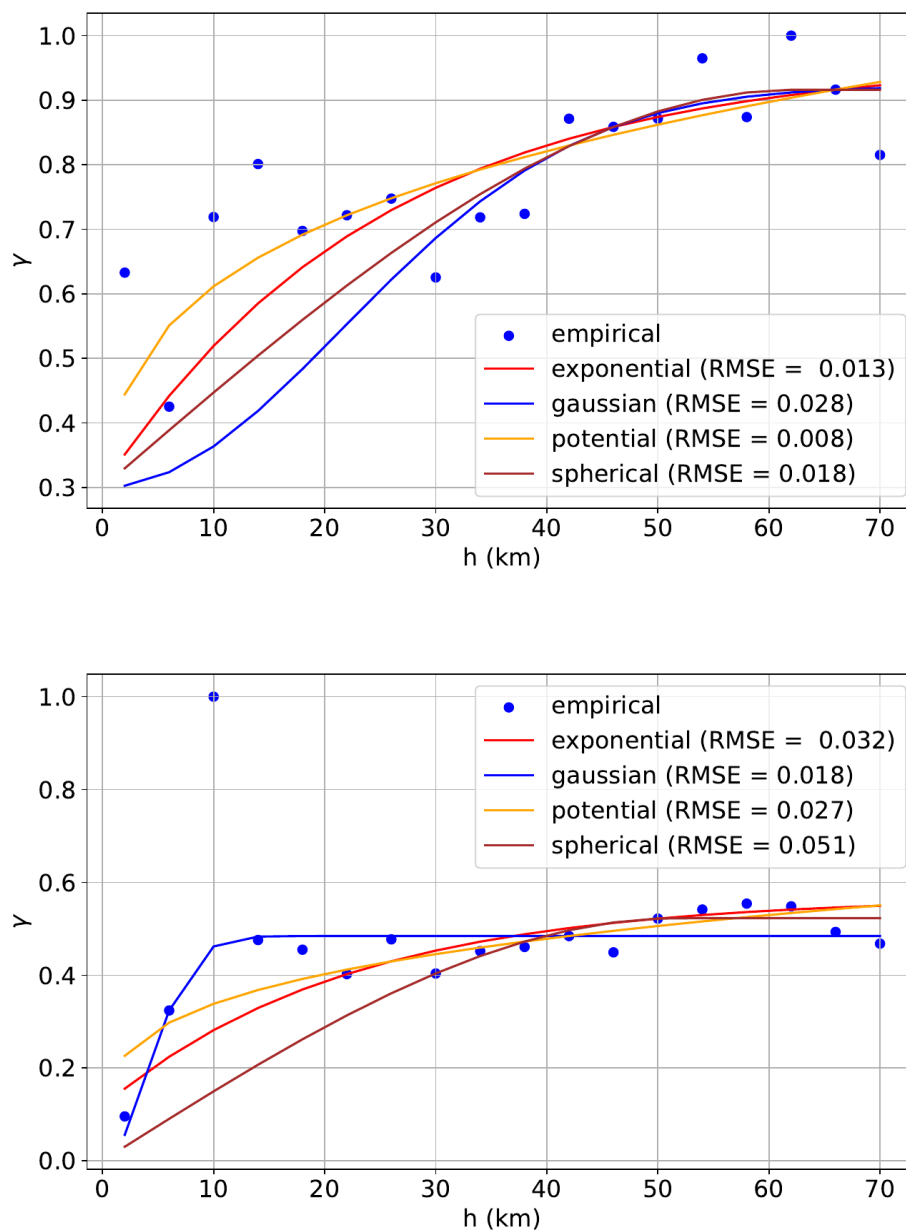 1.0
0.9
0.8
0.7
γ
0.6
0.5
0.4
0.3
empirical
exponential (RMSE =  0.013)
gaussian (RMSE = 0.028)
potential (RMSE = 0.008)
spherical (RMSE = 0.018)
0 10 20 30 40 50 60 70
h (km)
1.0
0.8
0.6
γ
0.4
0.2
0.0
empirical
exponential (RMSE =  0.032)
gaussian (RMSE = 0.018)
potential (RMSE = 0.027)
spherical (RMSE = 0.051)
0 10 20 30 40 50 60 70
h (km)